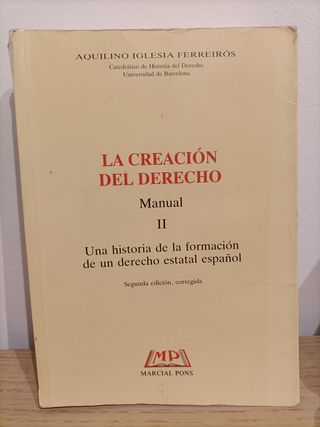 AQUILINO IGLESIA FERREIRÓS
Catedrático de Historia del Derecho
Universidad de Barcelona
LA CREACIÓN
DEL DERECHO
Manual
II
Una historia de la formación
de un derecho estatal español
Segunda edición, corregida
MP
MARCIAL PONS